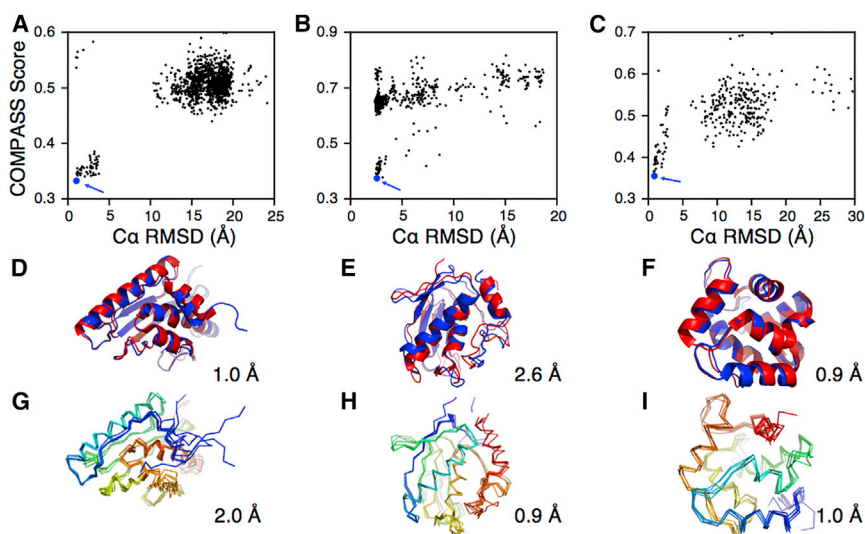 A B C
COMPASS Score
0.6 0.9 0.7
0.5 0.7 0.6
0.5
0.4 0.5 0.4
0.3 0.3 0.3
0 5 10 15 20 25 0 5 10 15 20 0 5 10 15 20 25 30
Cα RMSD (Å) Cα RMSD (Å) Cα RMSD (Å)
D E F
1.0 Å 2.6 Å 0.9 Å
G H I
2.0 Å 0.9 Å 1.0 Å